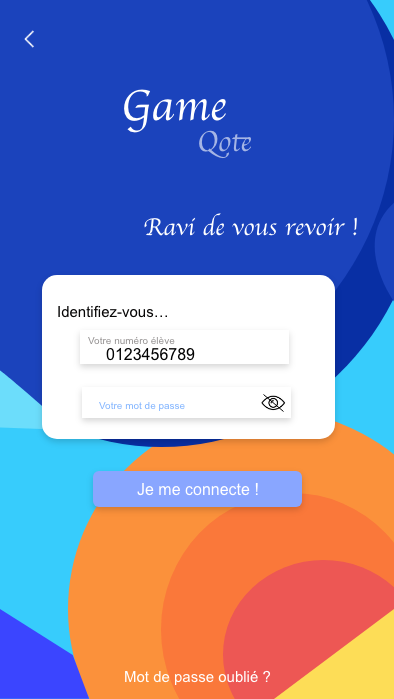 Game
Qote
Ravi de vous revoir !
Identifiez-vous…
Votre numéro élève
0123456789
Votre mot de passe
Je me connecte !
Mot de passe oublié ?